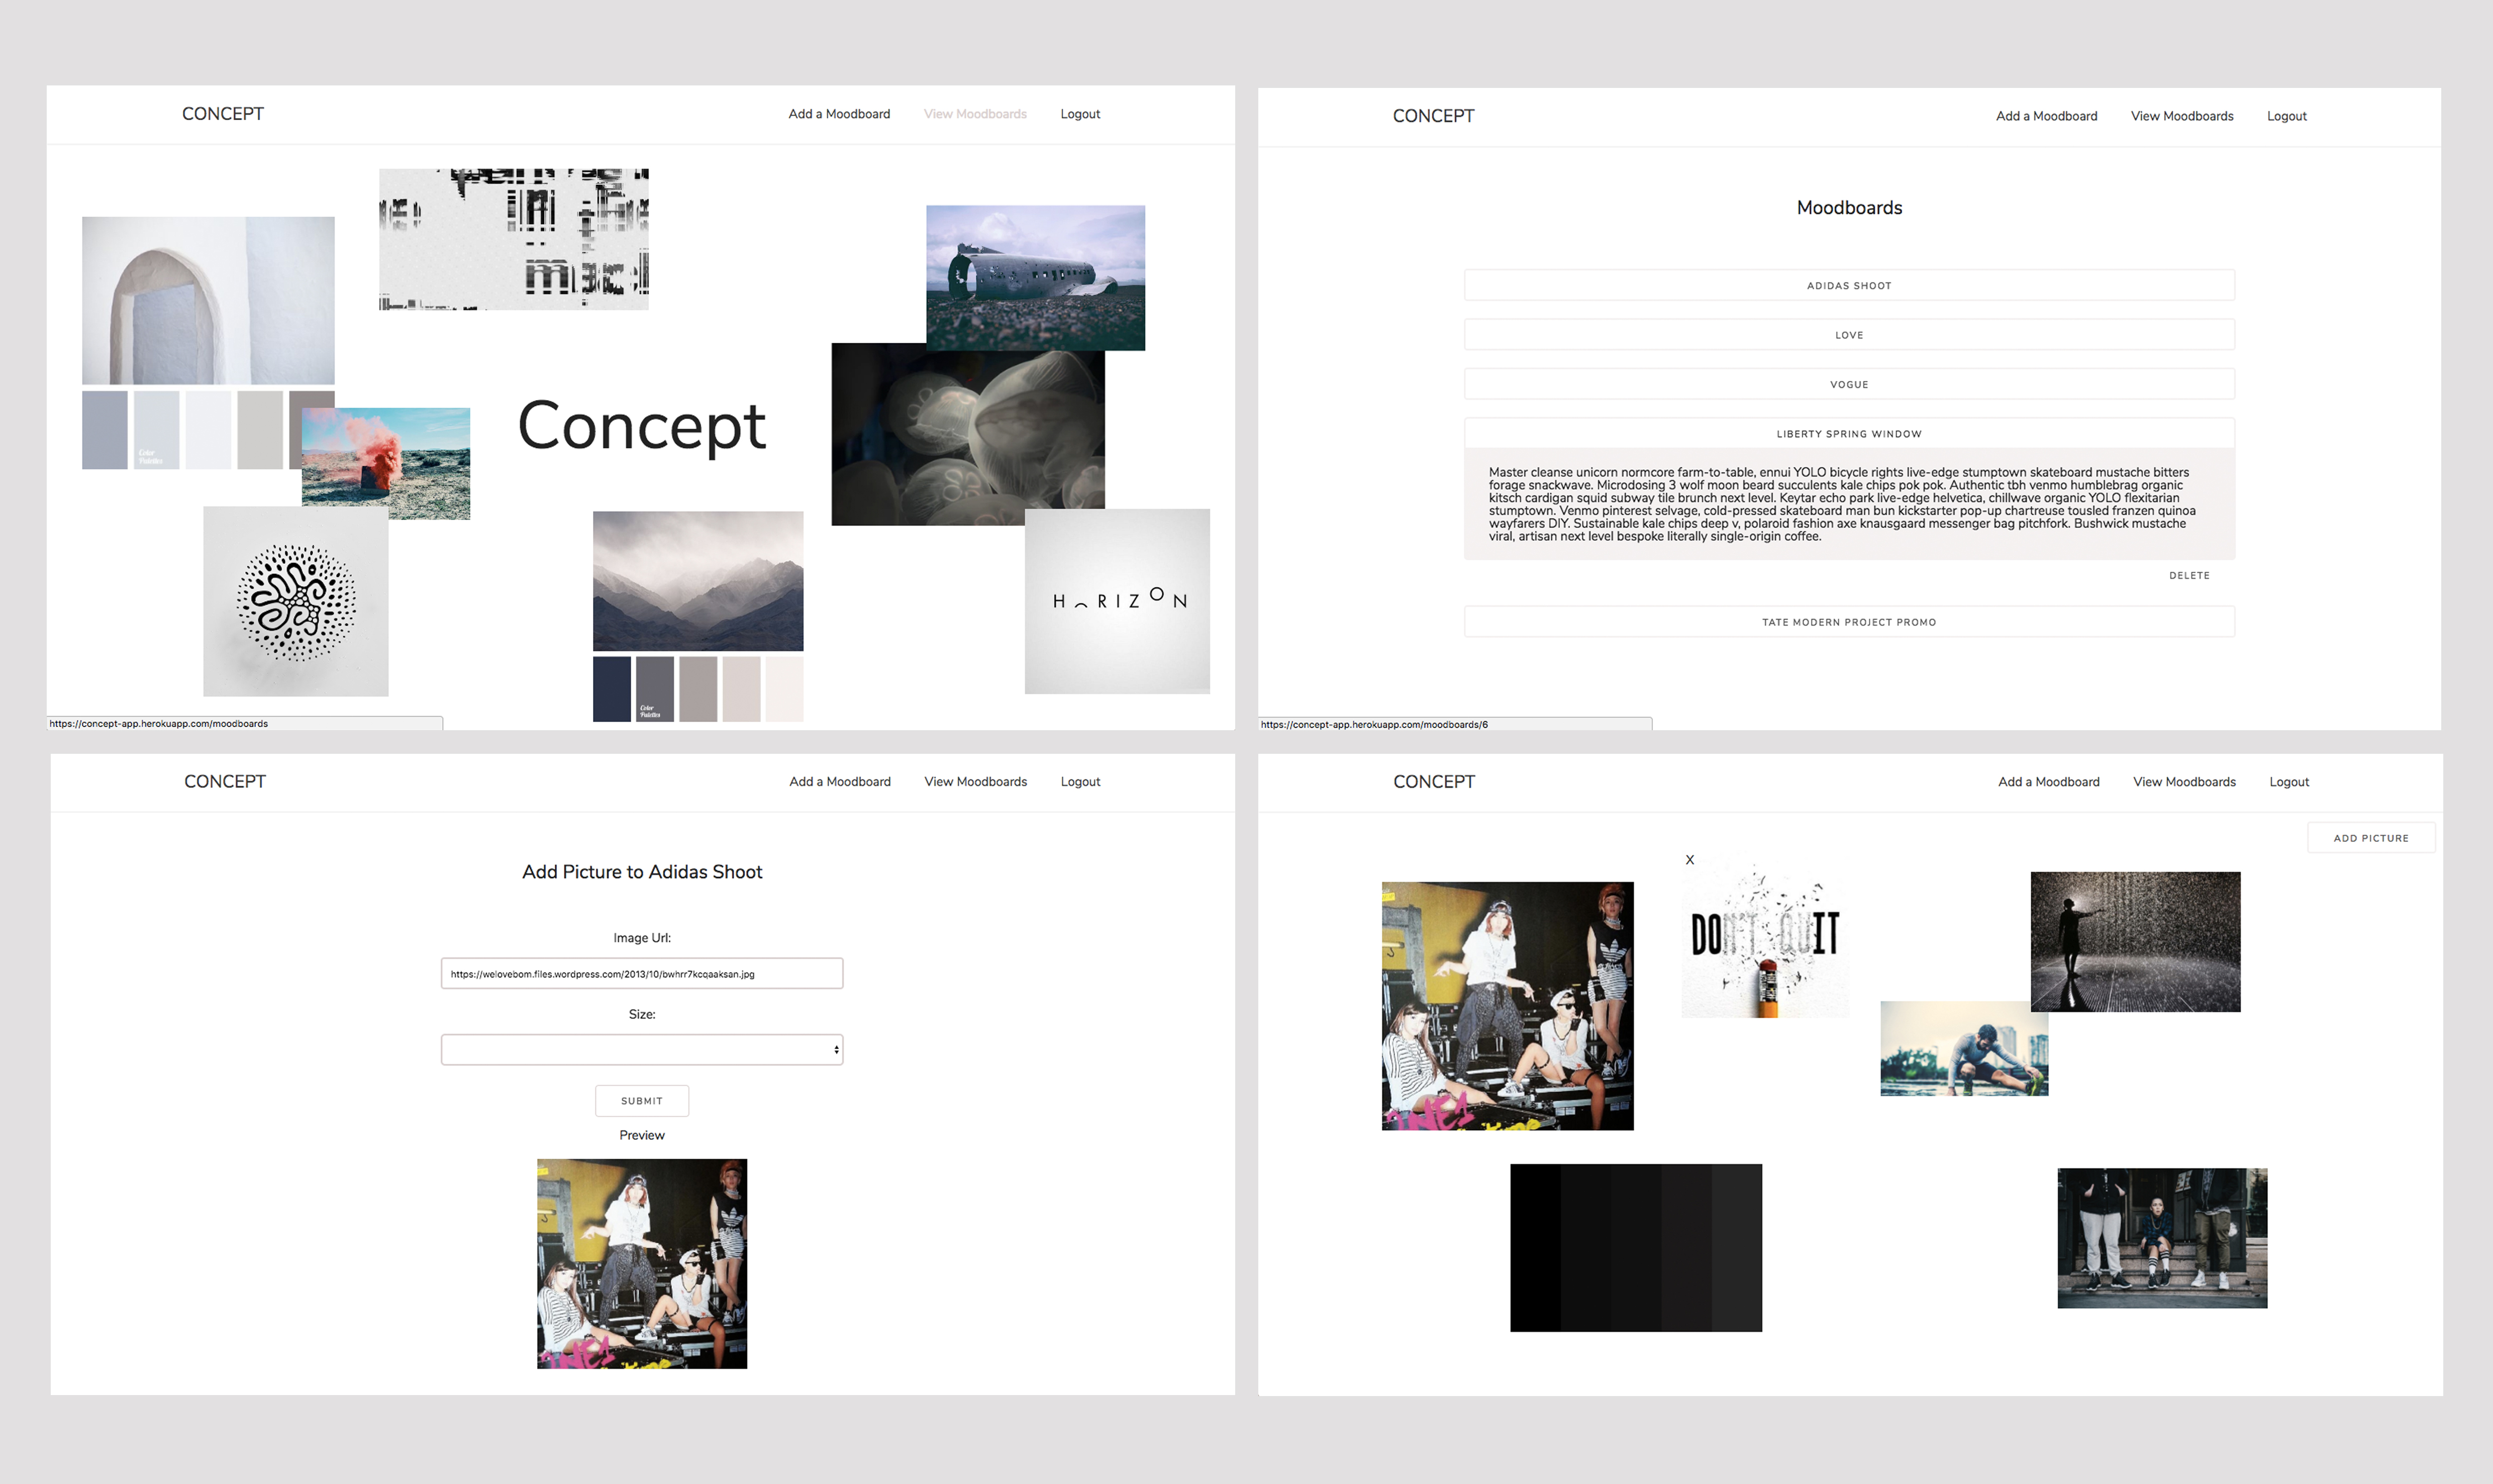 CONCEPT
Add a Moodboard
View Moodboards
Logout
Concept
Color
Palettes
HORIZON
Color
Palettes
https://concept-app.herokuapp.com/moodboards
CONCEPT
Add a Moodboard
View Moodboards
Logout
Moodboards
ADIDAS SHOOT
LOVE
VOGUE
LIBERTY SPRING WINDOW
Master cleanse unicorn normcore farm-to-table, ennui YOLO bicycle rights live-edge stumptown skateboard mustache bitters
forage snackwave. Microdosing 3 wolf moon beard succulents kale chips pok pok. Authentic tbh venmo humblebrag organic
kitsch cardigan squid subway tile brunch next level. Keytar echo park live-edge helvetica, chillwave organic YOLO flexitarian
stumptown. Venmo pinterest selvage, cold-pressed skateboard man bun kickstarter pop-up chartreuse tousled franzen quinoa
wayfarers DIY. Sustainable kale chips deep v, polaroid fashion axe knausgaard messenger bag pitchfork. Bushwick mustache
viral, artisan next level bespoke literally single-origin coffee.
DELETE
TATE MODERN PROJECT PROMO
https://concept-app.herokuapp.com/moodboards/6
CONCEPT
Add a Moodboard
View Moodboards
Logout
Add Picture to Adidas Shoot
Image Url:
https://welovebom.files.wordpress.com/2013/10/bwhrr7kcqaaksan.jpg
Size:
SUBMIT
Preview
CONCEPT
Add a Moodboard
View Moodboards
Logout
ADD PICTURE
X
DON'T QUIT